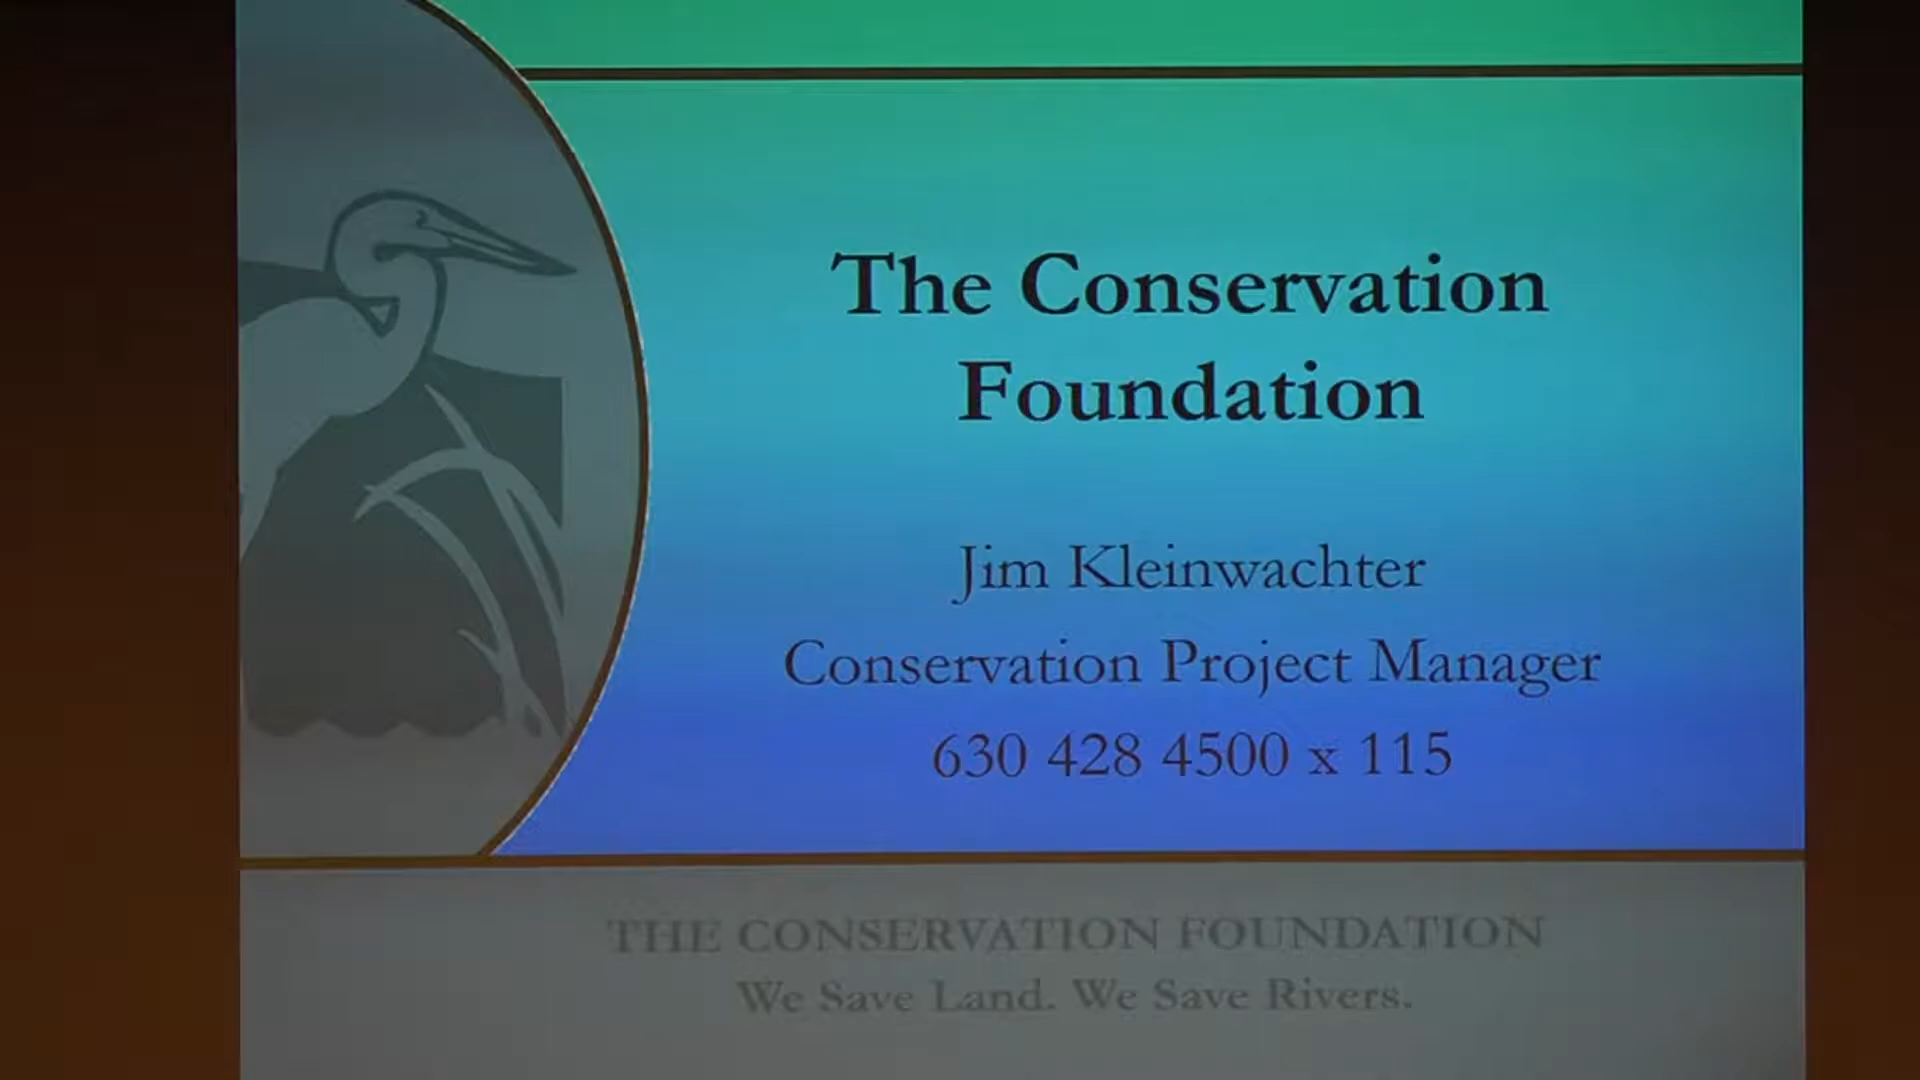 The Conservation
Foundation
Jim Kleinwachter
Conservation Project Manager
630 428 4500 x 115
THE CONSERVATION FOUNDATION
We Save Land. We Save Rivers.